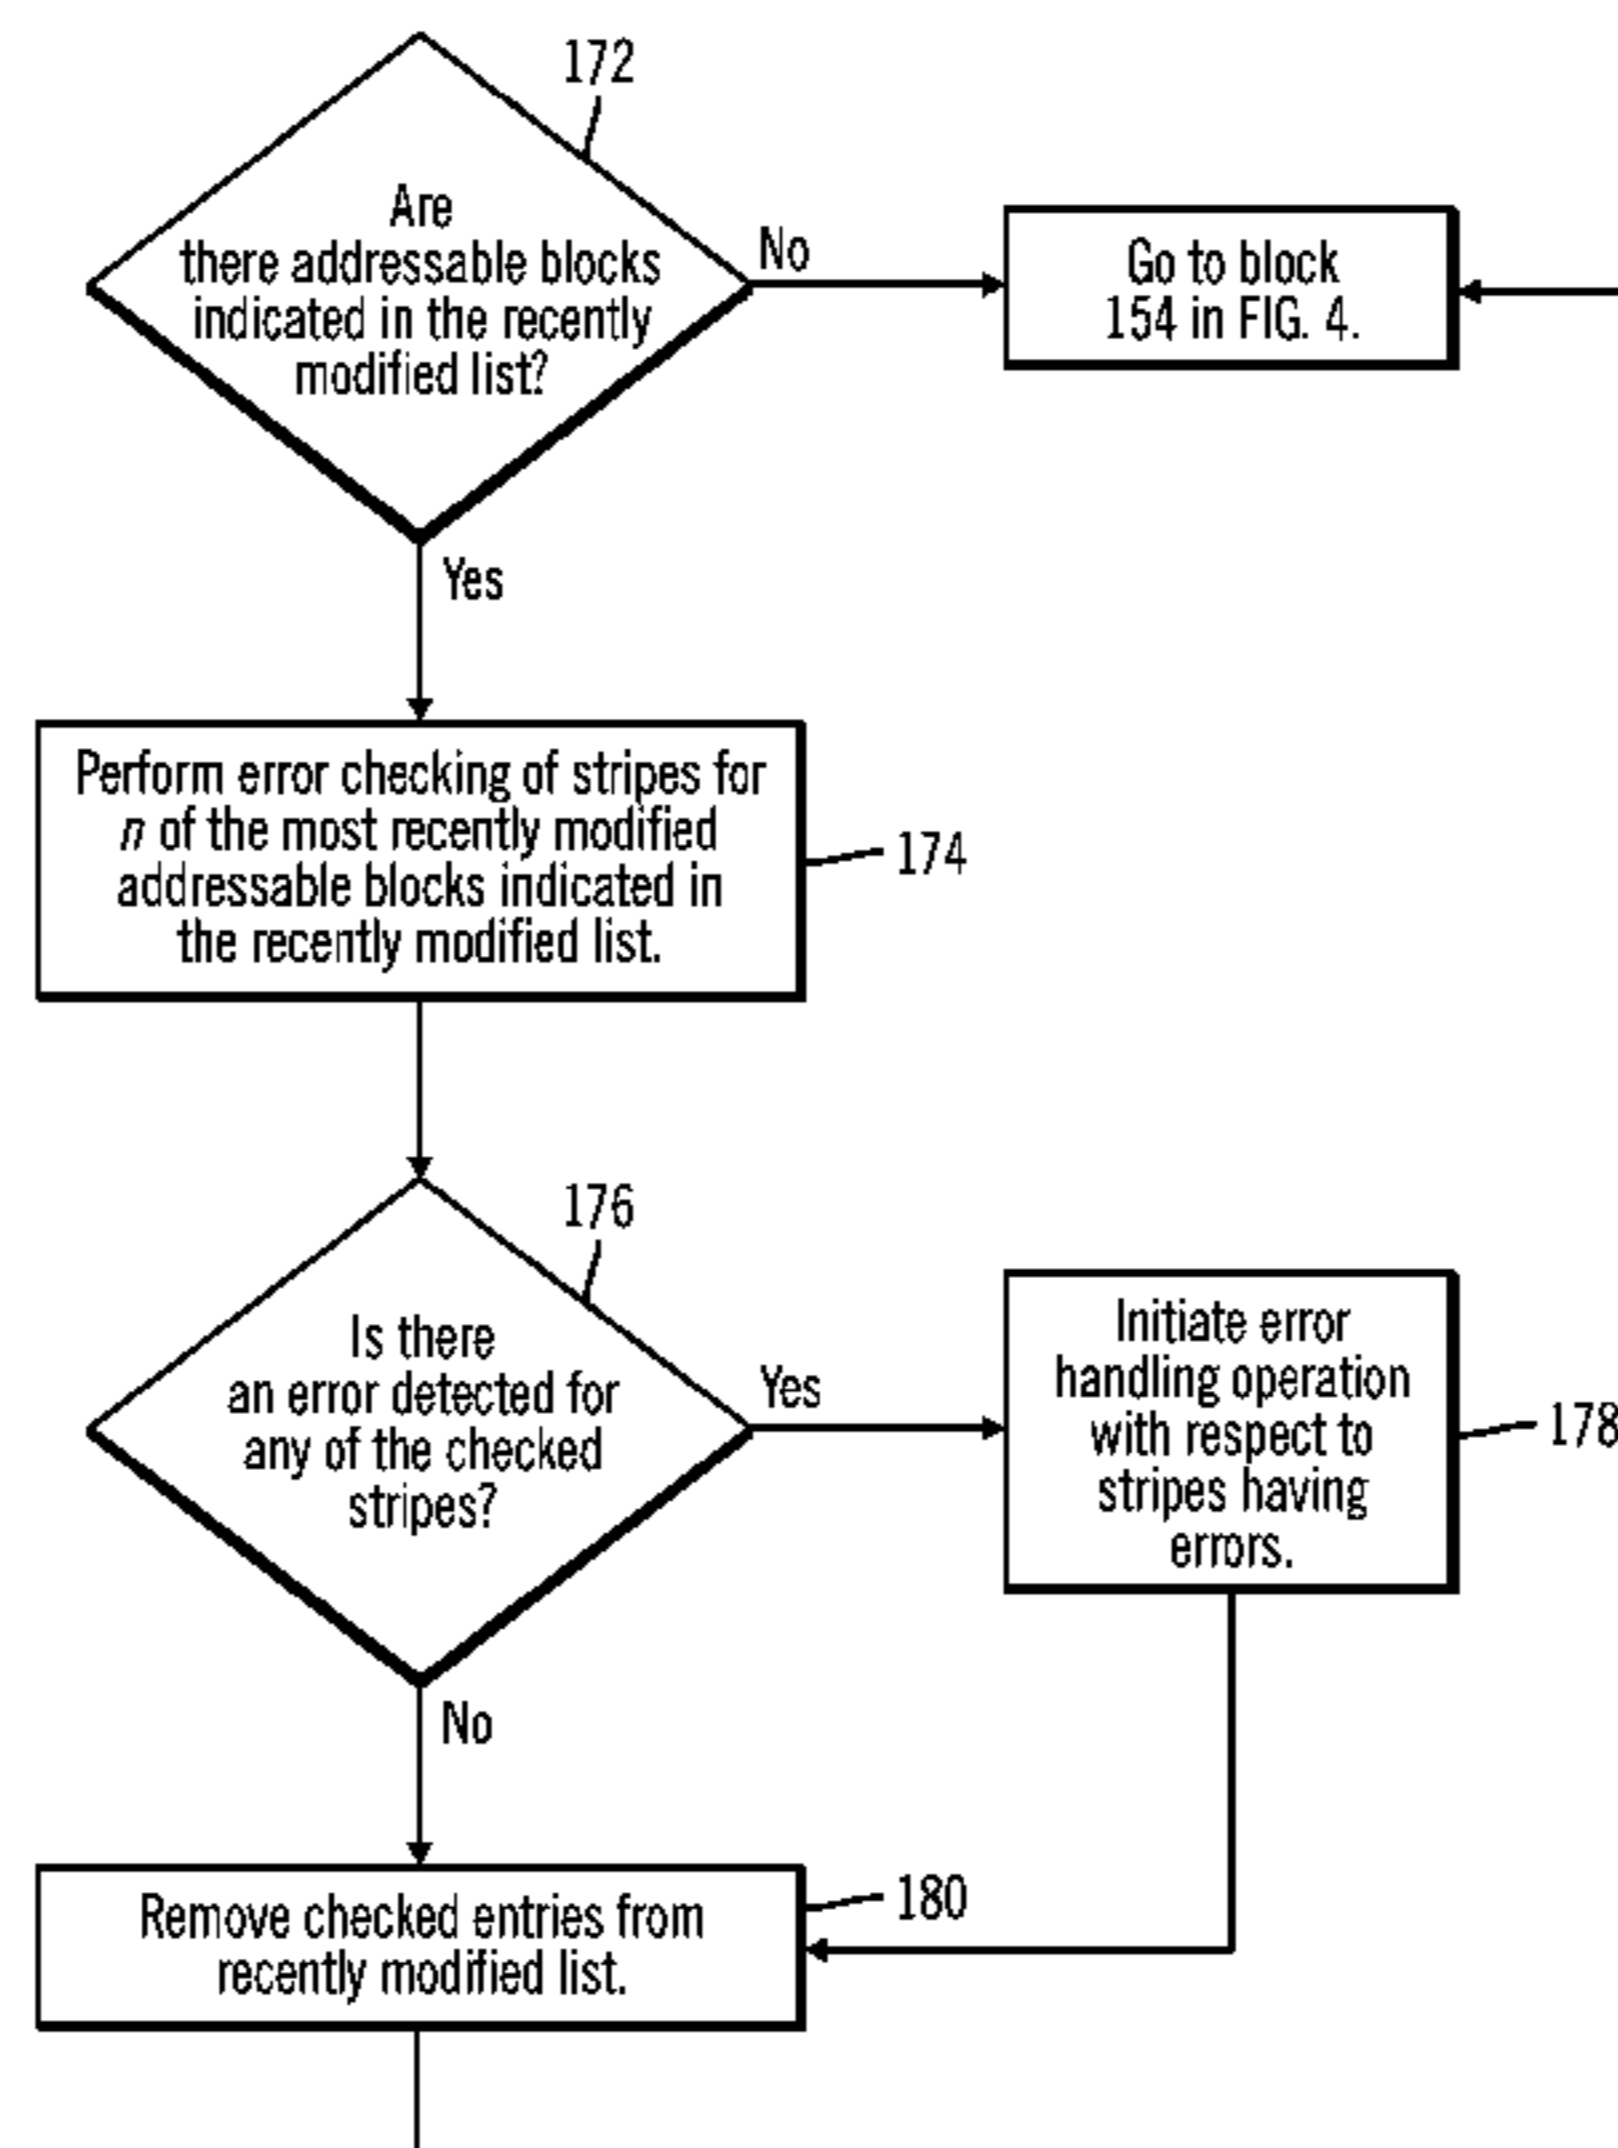 172
Are
there addressable blocks
indicated in the recently
modified list?
No
Go to block
154 in FIG. 4.
Yes
Perform error checking of stripes for
n of the most recently modified
addressable blocks indicated in
the recently modified list.
174
176
Is there
an error detected for
any of the checked
stripes?
Yes
Initiate error
handling operation
with respect to
stripes having
errors.
178
No
Remove checked entries from
recently modified list.
180